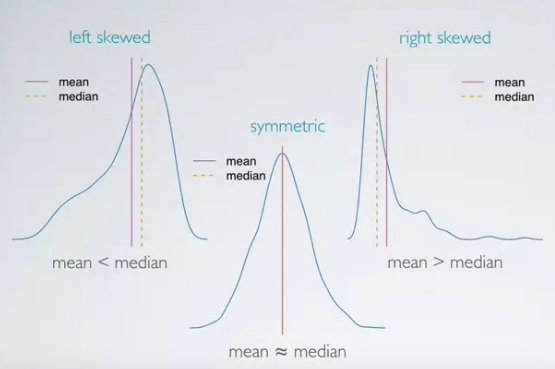 left skewed
mean
median
mean < median
symmetric
mean
median
mean ≈ median
right skewed
mean
median
mean > median